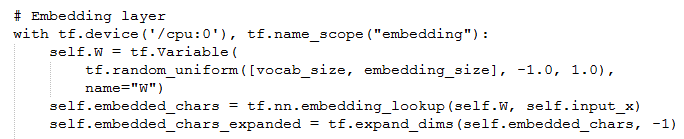 # Embedding layer
with tf.device('/cpu:0'), tf.name_scope("embedding"):
    self.W = tf.Variable(
        tf.random_uniform([vocab_size, embedding_size], -1.0, 1.0),
        name="W")
    self.embedded_chars = tf.nn.embedding_lookup(self.W, self.input_x)
    self.embedded_chars_expanded = tf.expand_dims(self.embedded_chars, -1)